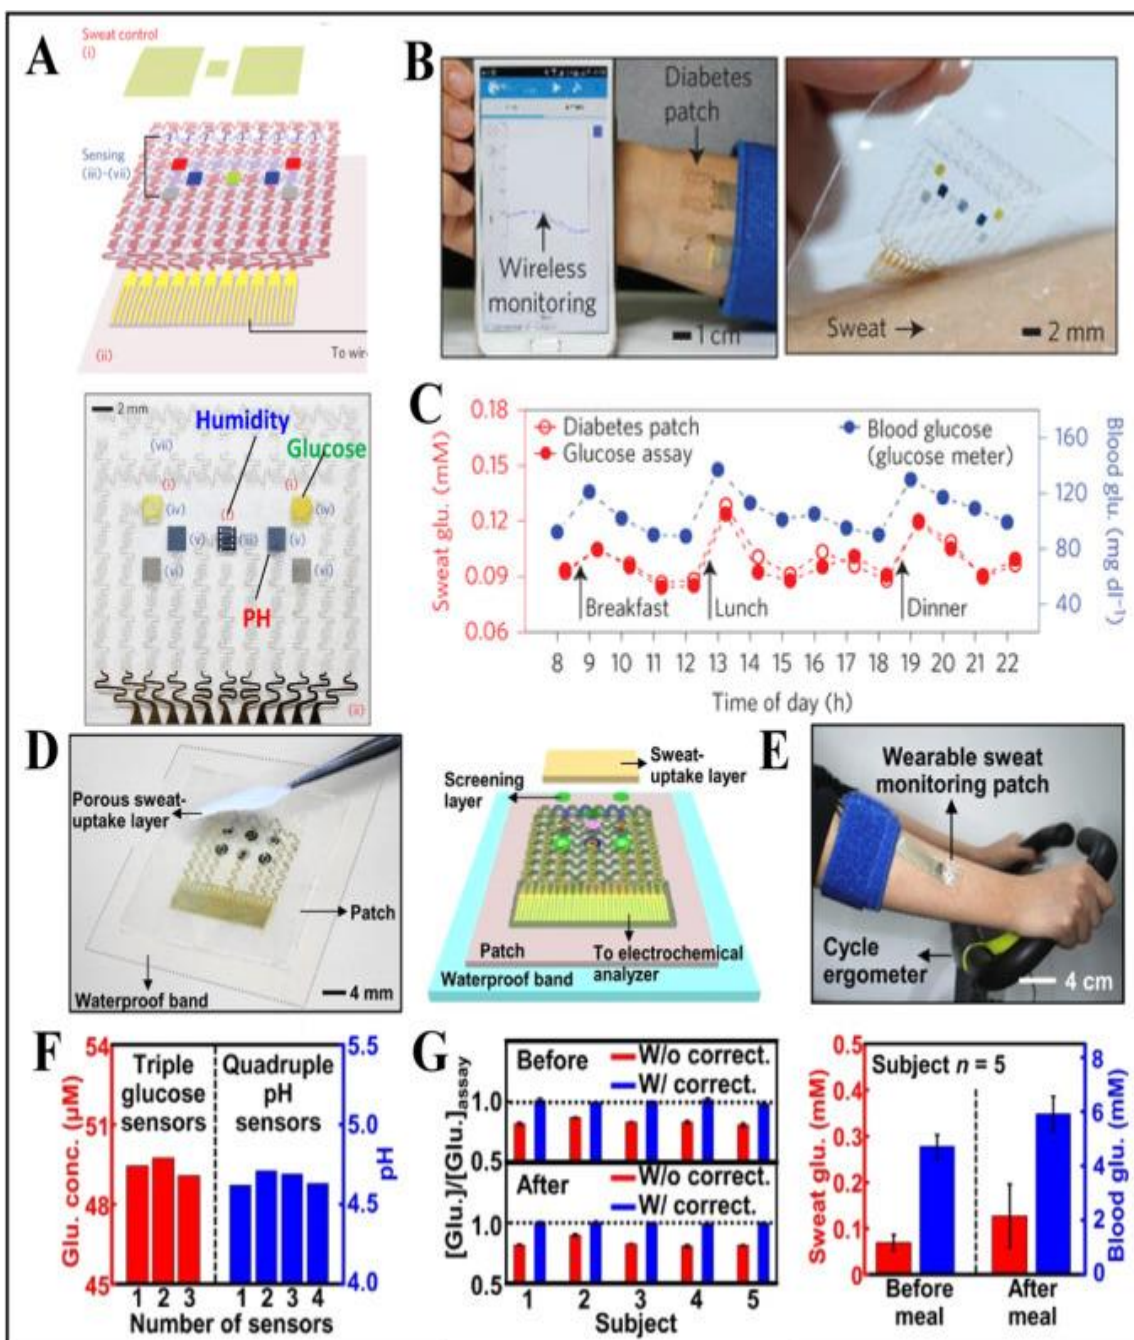 A
Sweat control
(i)
Sensing
(iii)-(vii)
To wir
(ii)
2 mm
Humidity
Glucose
(vii)
(i)
(i)
(i)
(iv)
(iv)
(v)
(iii)
(v)
(vi)
(vi)
PH
(ii)
B
Diabetes
patch
Wireless
monitoring
1 cm
Sweat
2 mm
C
Sweat glu. (mM)
0.18
0.15
0.12
0.09
0.06
Diabetes patch
Glucose assay
Blood glucose
(glucose meter)
Breakfast
Lunch
Dinner
160
120
80
40
Blood glu. (mg dl⁻¹)
8 9 10 11 12 13 14 15 16 17 18 19 20 21 22
Time of day (h)
D
Porous sweat-
uptake layer
Patch
Waterproof band
4 mm
Sweat-
uptake layer
Screening
layer
Patch
To electrochemical
analyzer
Waterproof band
E
Wearable sweat
monitoring patch
Cycle
ergometer
4 cm
F
Glu. conc. (µM)
54
51
48
45
Triple
glucose
sensors
Quadruple
pH
sensors
5.5
5.0
4.5
4.0
pH
1 2 3 1 2 3 4
Number of sensors
G
[Glu.]/[Glu.]assay
Before
W/o correct.
W/ correct.
1.0
0.5
After
W/o correct.
W/ correct.
1.0
0.5
1 2 3 4 5
Subject
Sweat glu. (mM)
0.5
0.4
0.3
0.2
0.1
0
Subject n = 5
8
6
4
2
0
Blood glu. (mM)
Before
meal
After
meal